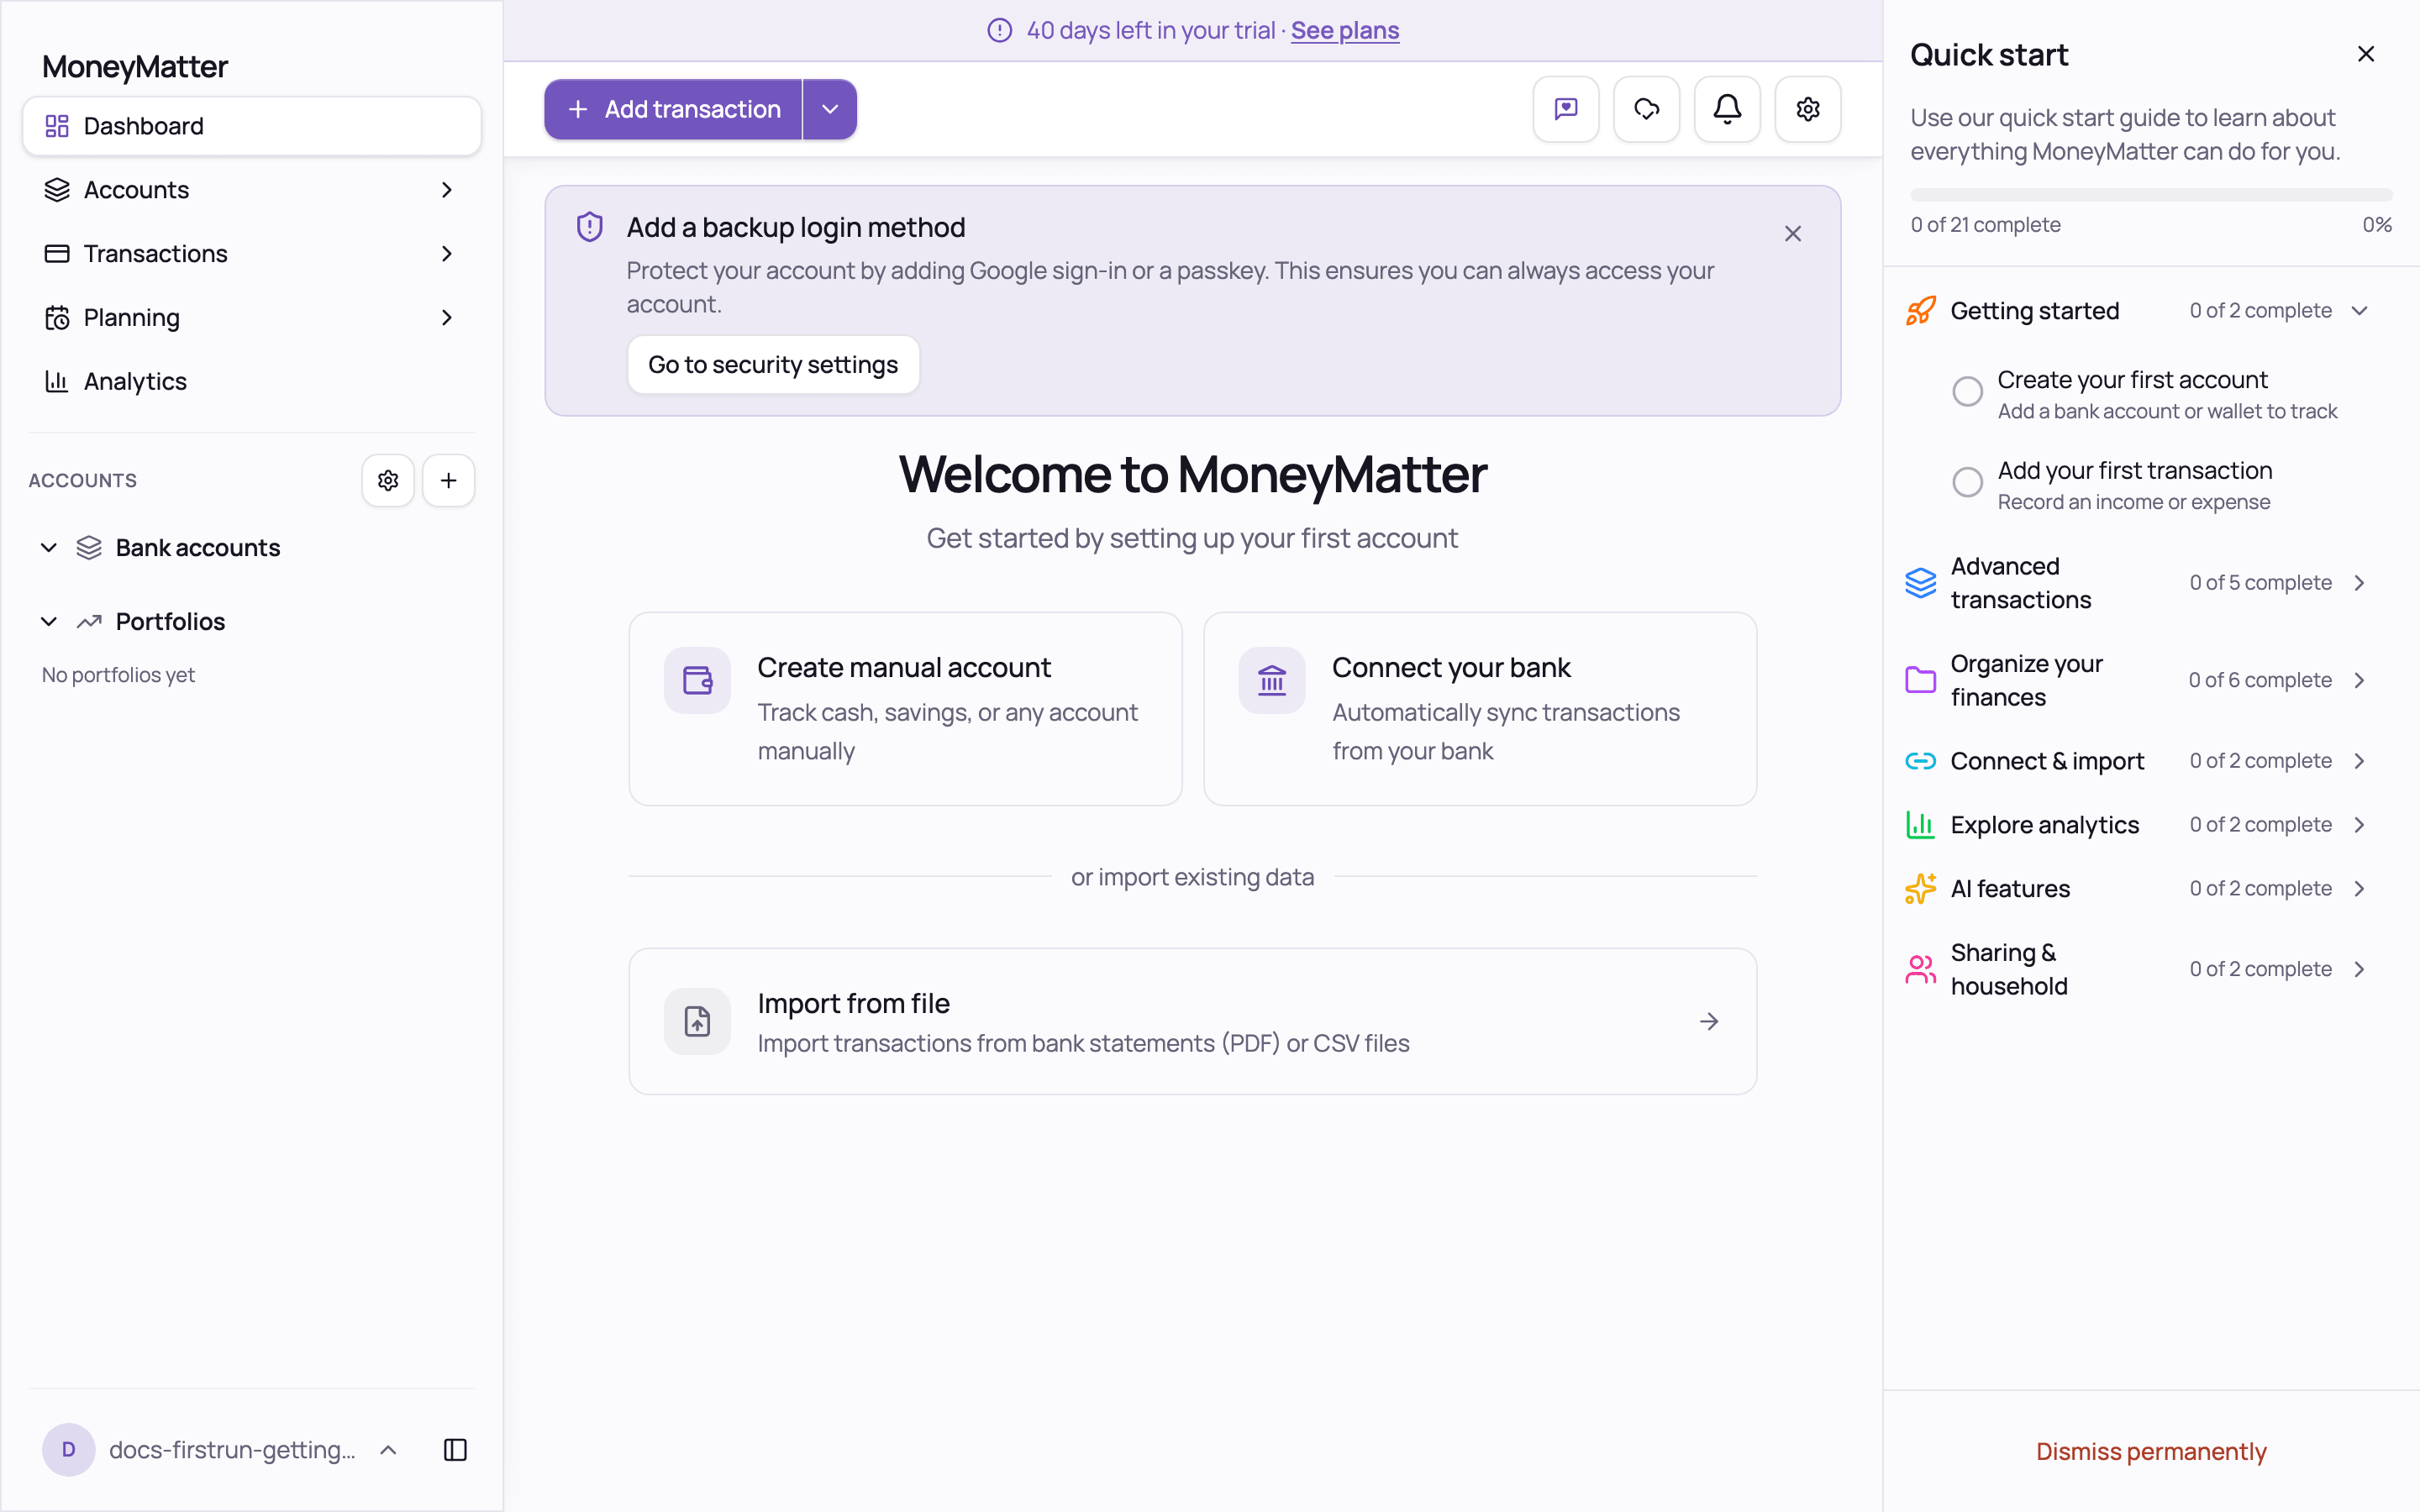 MoneyMatter
Dashboard
Accounts
Transactions
Planning
Analytics
ACCOUNTS
Bank accounts
Portfolios
No portfolios yet
D
docs-firstrun-getting...
40 days left in your trial · See plans
Add transaction
Add a backup login method
Protect your account by adding Google sign-in or a passkey. This ensures you can always access your
account.
Go to security settings
Welcome to MoneyMatter
Get started by setting up your first account
Create manual account
Track cash, savings, or any account
manually
Connect your bank
Automatically sync transactions
from your bank
or import existing data
Import from file
Import transactions from bank statements (PDF) or CSV files
Quick start
Use our quick start guide to learn about
everything MoneyMatter can do for you.
0 of 21 complete 0%
Getting started 0 of 2 complete
Create your first account
Add a bank account or wallet to track
Add your first transaction
Record an income or expense
Advanced
transactions
0 of 5 complete
Organize your
finances
0 of 6 complete
Connect & import 0 of 2 complete
Explore analytics 0 of 2 complete
AI features 0 of 2 complete
Sharing &
household
0 of 2 complete
Dismiss permanently